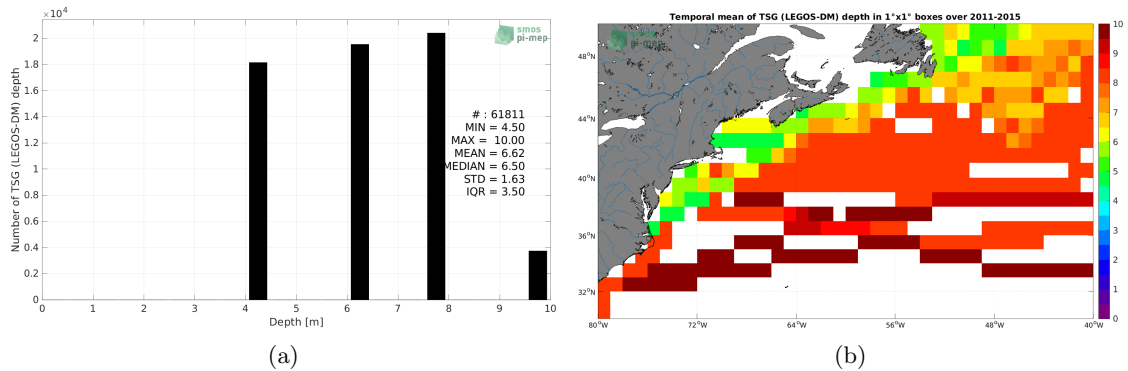 ×10⁴
2
1.8
1.6
1.4
1.2
1
0.8
0.6
0.4
0.2
0
Number of TSG (LEGOS-DM) depth
smos
pi-mep
# : 61811
MIN = 4.50
MAX = 10.00
MEAN = 6.62
MEDIAN = 6.50
STD = 1.63
IQR = 3.50
0 1 2 3 4 5 6 7 8 9 10
Depth [m]
(a)
Temporal mean of TSG (LEGOS-DM) depth in 1°x1° boxes over 2011-2015
smos
pi-mep
48°N
44°N
40°N
36°N
32°N
80°W 72°W 64°W 56°W 48°W 40°W
10
9
8
7
6
5
4
3
2
1
0
(b)